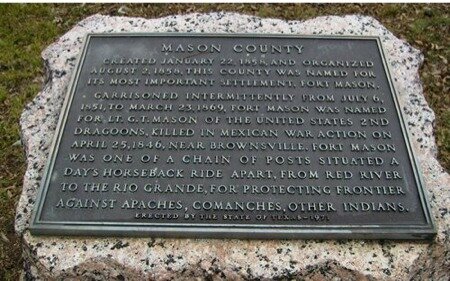 MASON COUNTY
CREATED JANUARY 22, 1858, AND ORGANIZED
AUGUST 2, 1858, THIS COUNTY WAS NAMED FOR
ITS MOST IMPORTANT SETTLEMENT, FORT MASON.
GARRISONED INTERMITTENTLY FROM JULY 6,
1851, TO MARCH 23, 1869, FORT MASON WAS NAMED
FOR LT. G.T. MASON OF THE UNITED STATES 2ND
DRAGOONS, KILLED IN MEXICAN WAR ACTION ON
APRIL 25, 1846, NEAR BROWNSVILLE. FORT MASON
WAS ONE OF A CHAIN OF POSTS SITUATED A
DAY'S HORSEBACK RIDE APART, FROM RED RIVER
TO THE RIO GRANDE, FOR PROTECTING FRONTIER
AGAINST APACHES, COMANCHES, OTHER INDIANS.
ERECTED BY THE STATE OF TEXAS-1971